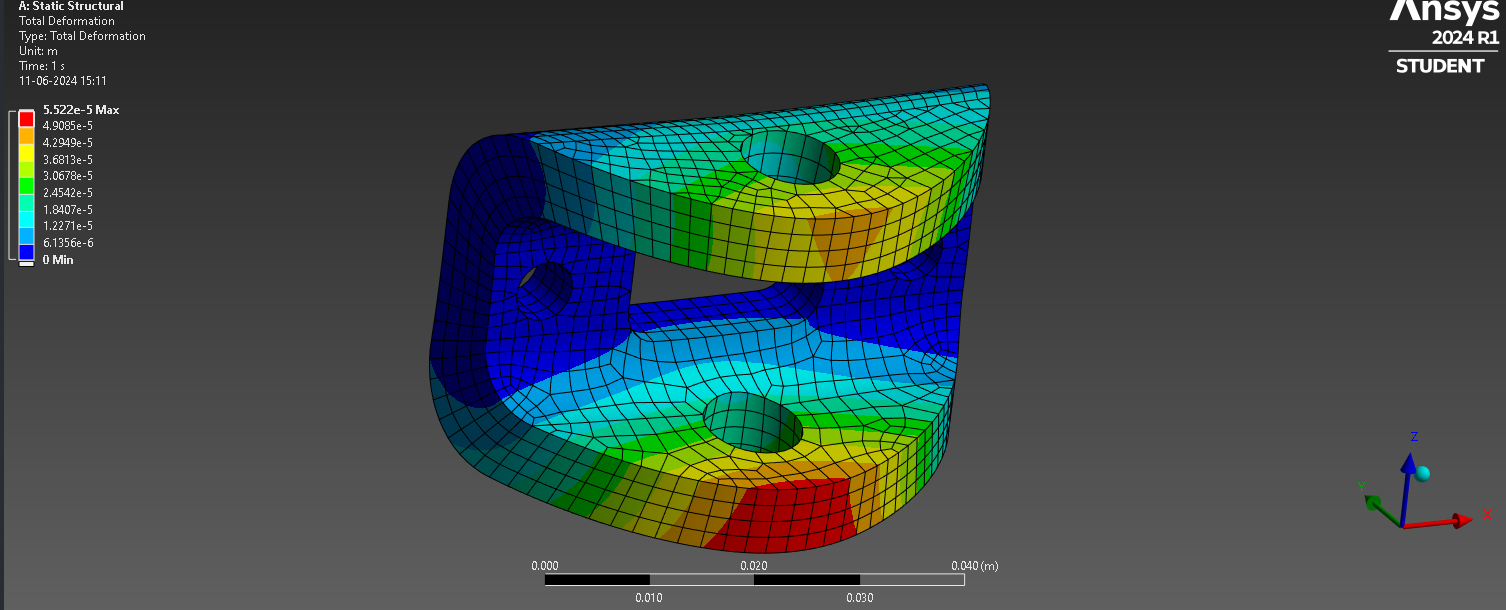 A: Static Structural
Total Deformation
Type: Total Deformation
Unit: m
Time: 1 s
11-06-2024 15:11
Ansys
2024 R1
STUDENT
5.522e-5 Max
4.9085e-5
4.2949e-5
3.6813e-5
3.0678e-5
2.4542e-5
1.8407e-5
1.2271e-5
6.1356e-6
0 Min
Z
Y
X
0.000 0.020 0.040 (m)
0.010 0.030